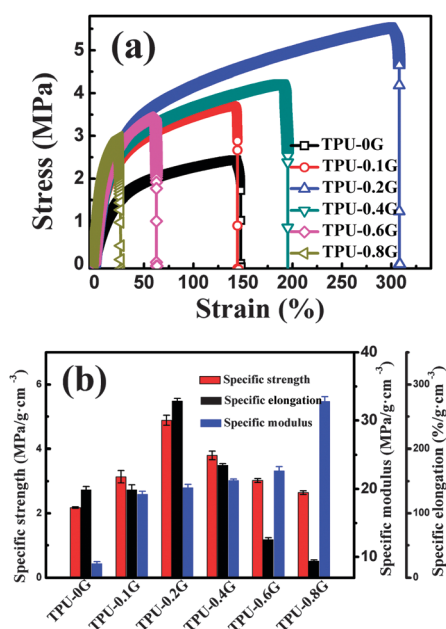 (a)
Stress (MPa)
5
4
3
2
1
0
TPU-0G
TPU-0.1G
TPU-0.2G
TPU-0.4G
TPU-0.6G
TPU-0.8G
0 50 100 150 200 250 300
Strain (%)
(b)
Specific strength
Specific elongation
Specific modulus
Specific strength (MPa/g·cm⁻³)
6
4
2
0
40
30
20
10
Specific modulus (MPa/g·cm⁻³)
300
150
0
Specific elongation (%/g·cm⁻³)
TPU-0G
TPU-0.1G
TPU-0.2G
TPU-0.4G
TPU-0.6G
TPU-0.8G